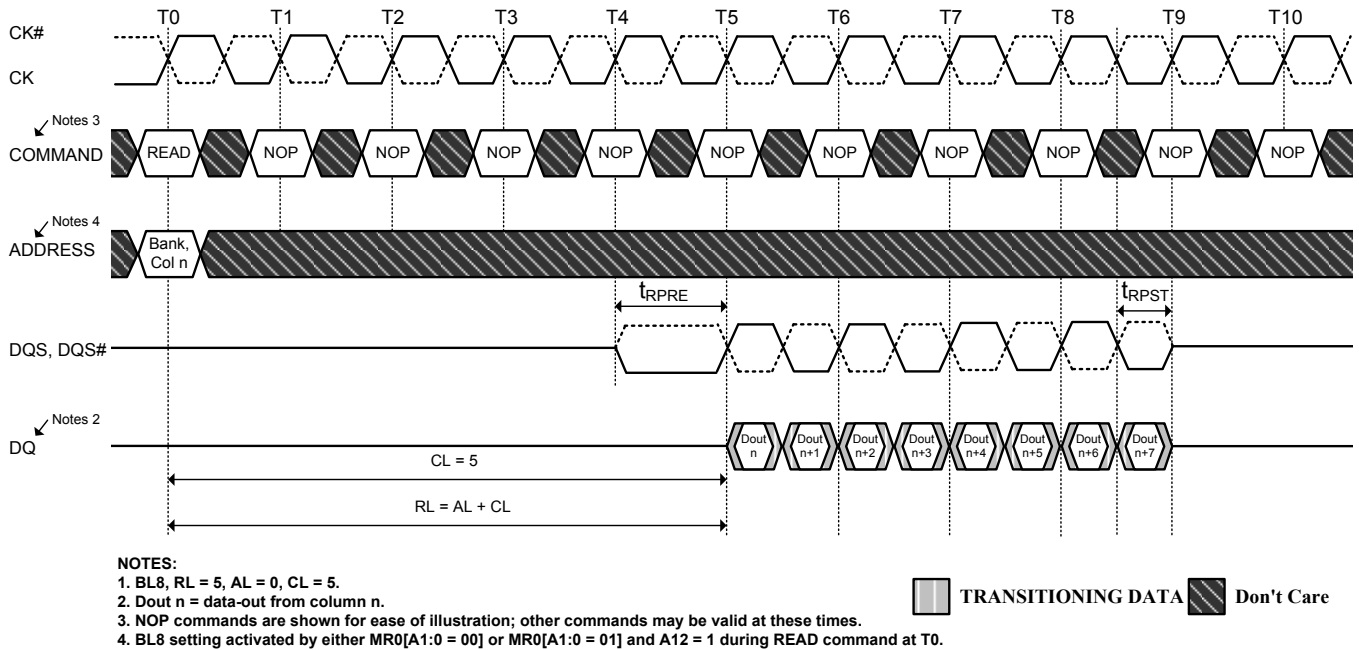 T0 T1 T2 T3 T4 T5 T6 T7 T8 T9 T10
CK#
CK
Notes 3
COMMAND READ NOP NOP NOP NOP NOP NOP NOP NOP NOP NOP
Notes 4
ADDRESS
Bank,
Col n
tRPRE tRPST
DQS, DQS#
Notes 2
DQ
Dout n Dout n+1 Dout n+2 Dout n+3 Dout n+4 Dout n+5 Dout n+6 Dout n+7
CL = 5
RL = AL + CL
NOTES:
1. BL8, RL = 5, AL = 0, CL = 5.
2. Dout n = data-out from column n.
3. NOP commands are shown for ease of illustration; other commands may be valid at these times.
4. BL8 setting activated by either MR0[A1:0 = 00] or MR0[A1:0 = 01] and A12 = 1 during READ command at T0.
TRANSITIONING DATA Don't Care